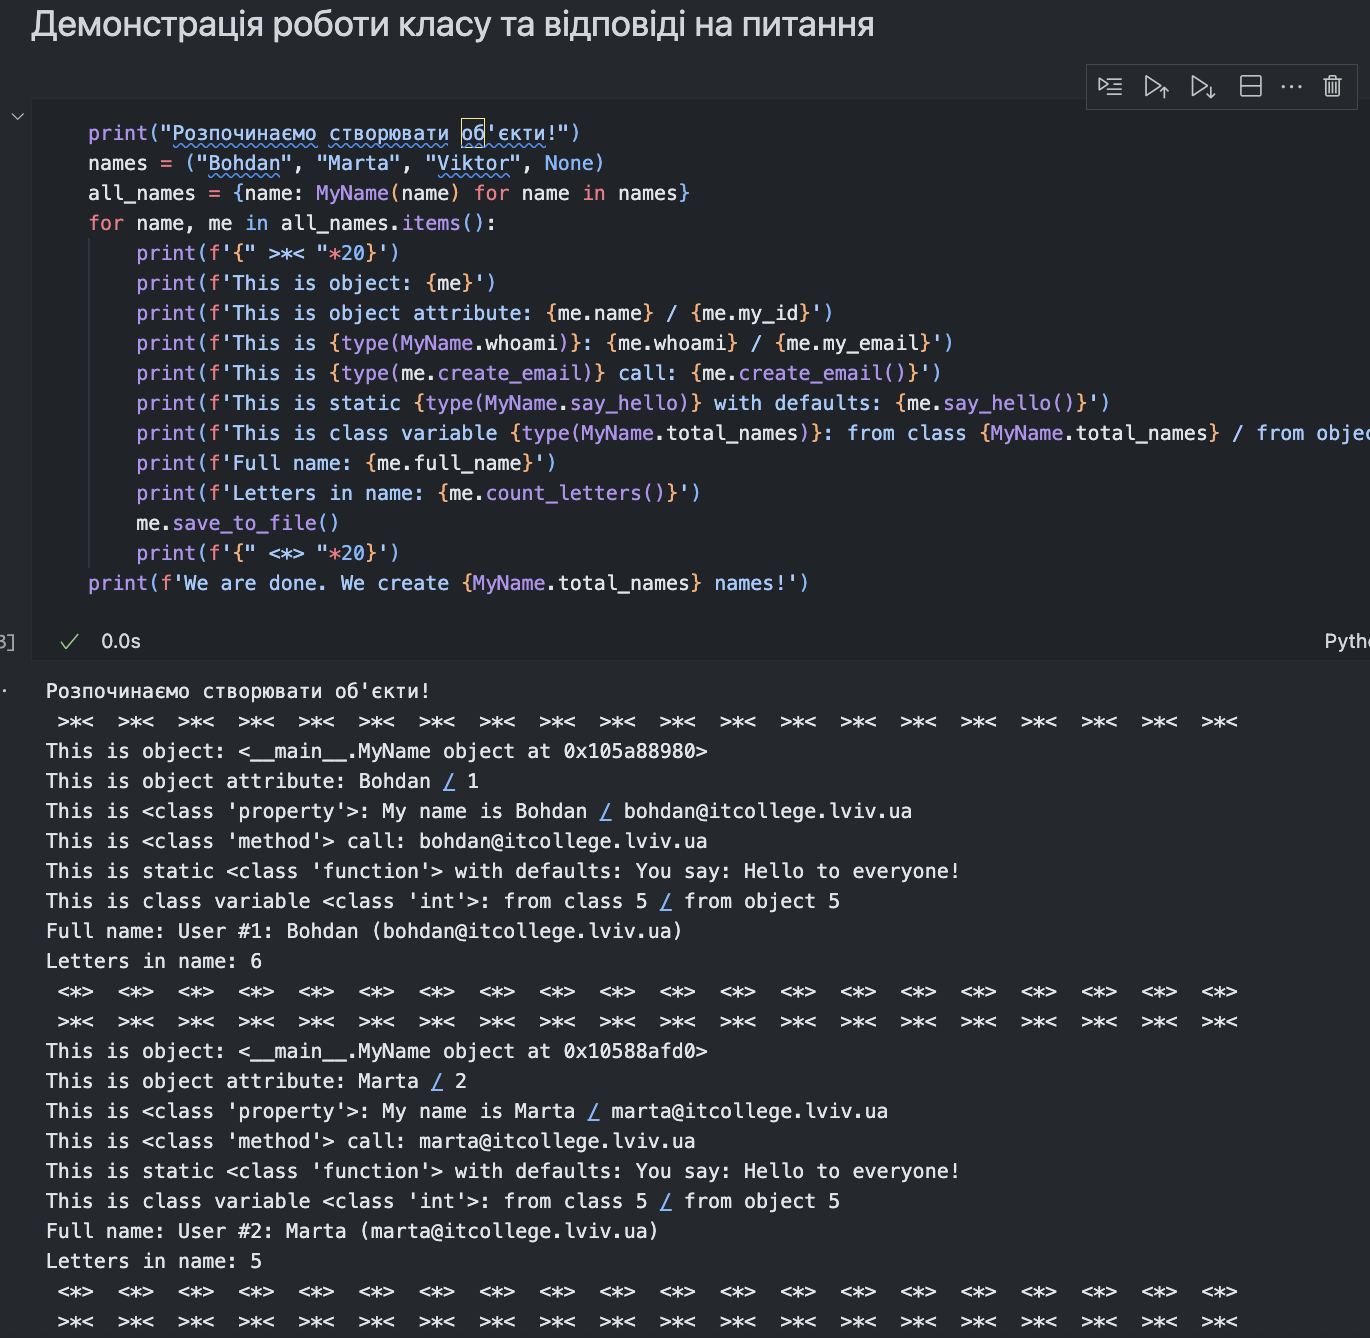 Демонстрація роботи класу та відповіді на питання
print("Розпочинаємо створювати об'єкти!")
names = ("Bohdan", "Marta", "Viktor", None)
all_names = {name: MyName(name) for name in names}
for name, me in all_names.items():
    print(f'{" >*< "*20}')
    print(f'This is object: {me}')
    print(f'This is object attribute: {me.name} / {me.my_id}')
    print(f'This is {type(MyName.whoami)}: {me.whoami} / {me.my_email}')
    print(f'This is {type(me.create_email)} call: {me.create_email()}')
    print(f'This is static {type(MyName.say_hello)} with defaults: {me.say_hello()}')
    print(f'This is class variable {type(MyName.total_names)}: from class {MyName.total_names} / from objec
    print(f'Full name: {me.full_name}')
    print(f'Letters in name: {me.count_letters()}')
    me.save_to_file()
    print(f'{" <*> "*20}')
print(f'We are done. We create {MyName.total_names} names!')
3] 0.0s Pytho
Розпочинаємо створювати об'єкти!
 >*<  >*<  >*<  >*<  >*<  >*<  >*<  >*<  >*<  >*<  >*<  >*<  >*<  >*<  >*<  >*<  >*<  >*<  >*<  >*<
This is object: <__main__.MyName object at 0x105a88980>
This is object attribute: Bohdan / 1
This is <class 'property'>: My name is Bohdan / bohdan@itcollege.lviv.ua
This is <class 'method'> call: bohdan@itcollege.lviv.ua
This is static <class 'function'> with defaults: You say: Hello to everyone!
This is class variable <class 'int'>: from class 5 / from object 5
Full name: User #1: Bohdan (bohdan@itcollege.lviv.ua)
Letters in name: 6
 <*>  <*>  <*>  <*>  <*>  <*>  <*>  <*>  <*>  <*>  <*>  <*>  <*>  <*>  <*>  <*>  <*>  <*>  <*>  <*>
 >*<  >*<  >*<  >*<  >*<  >*<  >*<  >*<  >*<  >*<  >*<  >*<  >*<  >*<  >*<  >*<  >*<  >*<  >*<  >*<
This is object: <__main__.MyName object at 0x10588afd0>
This is object attribute: Marta / 2
This is <class 'property'>: My name is Marta / marta@itcollege.lviv.ua
This is <class 'method'> call: marta@itcollege.lviv.ua
This is static <class 'function'> with defaults: You say: Hello to everyone!
This is class variable <class 'int'>: from class 5 / from object 5
Full name: User #2: Marta (marta@itcollege.lviv.ua)
Letters in name: 5
 <*>  <*>  <*>  <*>  <*>  <*>  <*>  <*>  <*>  <*>  <*>  <*>  <*>  <*>  <*>  <*>  <*>  <*>  <*>  <*>
 >*<  >*<  >*<  >*<  >*<  >*<  >*<  >*<  >*<  >*<  >*<  >*<  >*<  >*<  >*<  >*<  >*<  >*<  >*<  >*<